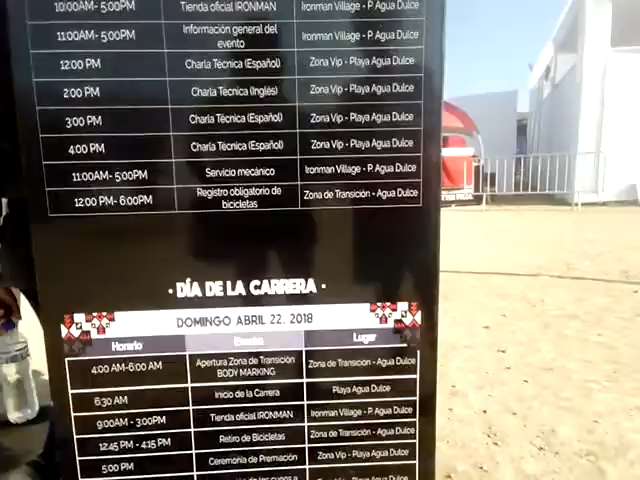 10:00AM- 5:00PM Tienda oficial IRONMAN Ironman Village - P. Agua Dulce
11:00AM- 5:00PM Información general del evento Ironman Village - P. Agua Dulce
12:00 PM Charla Técnica (Español) Zona Vip - Playa Agua Dulce
2:00 PM Charla Tecnica (Inglés) Zona Vip - Playa Agua Dulce
3:00 PM Charla Técnica (Español) Zona Vip - Playa Agua Dulce
4:00 PM Charla Técnica (Español) Zona Vip - Playa Agua Dulce
11:00AM- 5:00PM Servicio mecánico Ironman Village - P. Agua Dulce
12:00 PM- 6:00PM Registro obligatorio de bicicletas Zona de Transición - Agua Dulce
· DÍA DE LA CARRERA ·
DOMINGO ABRIL 22, 2018
Horario Evento Lugar
4:00 AM-6:00 AM Apertura Zona de Transición BODY MARKING Zona de Transicion - Agua Dulce
6:30 AM Inicio de la Carrera Playa Agua Dulce
9:00AM - 3:00PM Tienda oficial IRONMAN Ironman Village - P. Agua Dulce
12:45 PM - 4:15 PM Retiro de Bicicletas Zona de Transición - Agua Dulce
5:00 PM Ceremonia de Premiación Zona Vip - Playa Agua Dulce